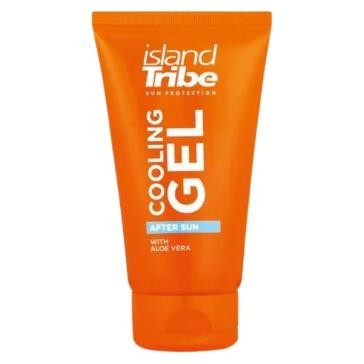 island
Tribe
SUN PROTECTION
COOLING
GEL
AFTER SUN
WITH
ALOE VERA